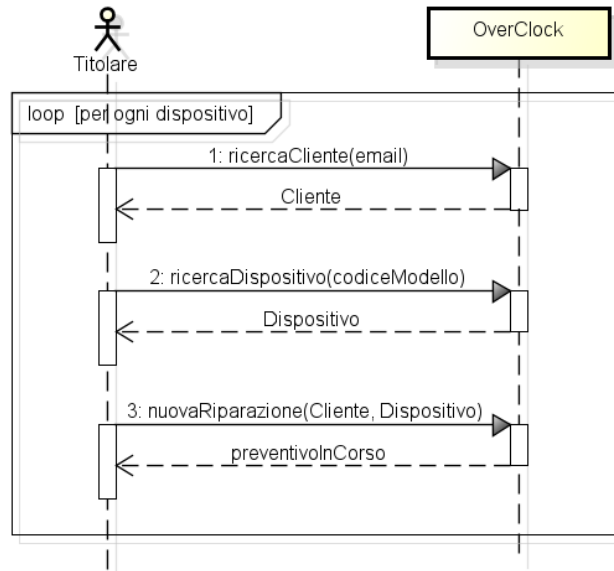 Titolare
OverClock
loop [per ogni dispositivo]
1: ricercaCliente(email)
Cliente
2: ricercaDispositivo(codiceModello)
Dispositivo
3: nuovaRiparazione(Cliente, Dispositivo)
preventivoInCorso